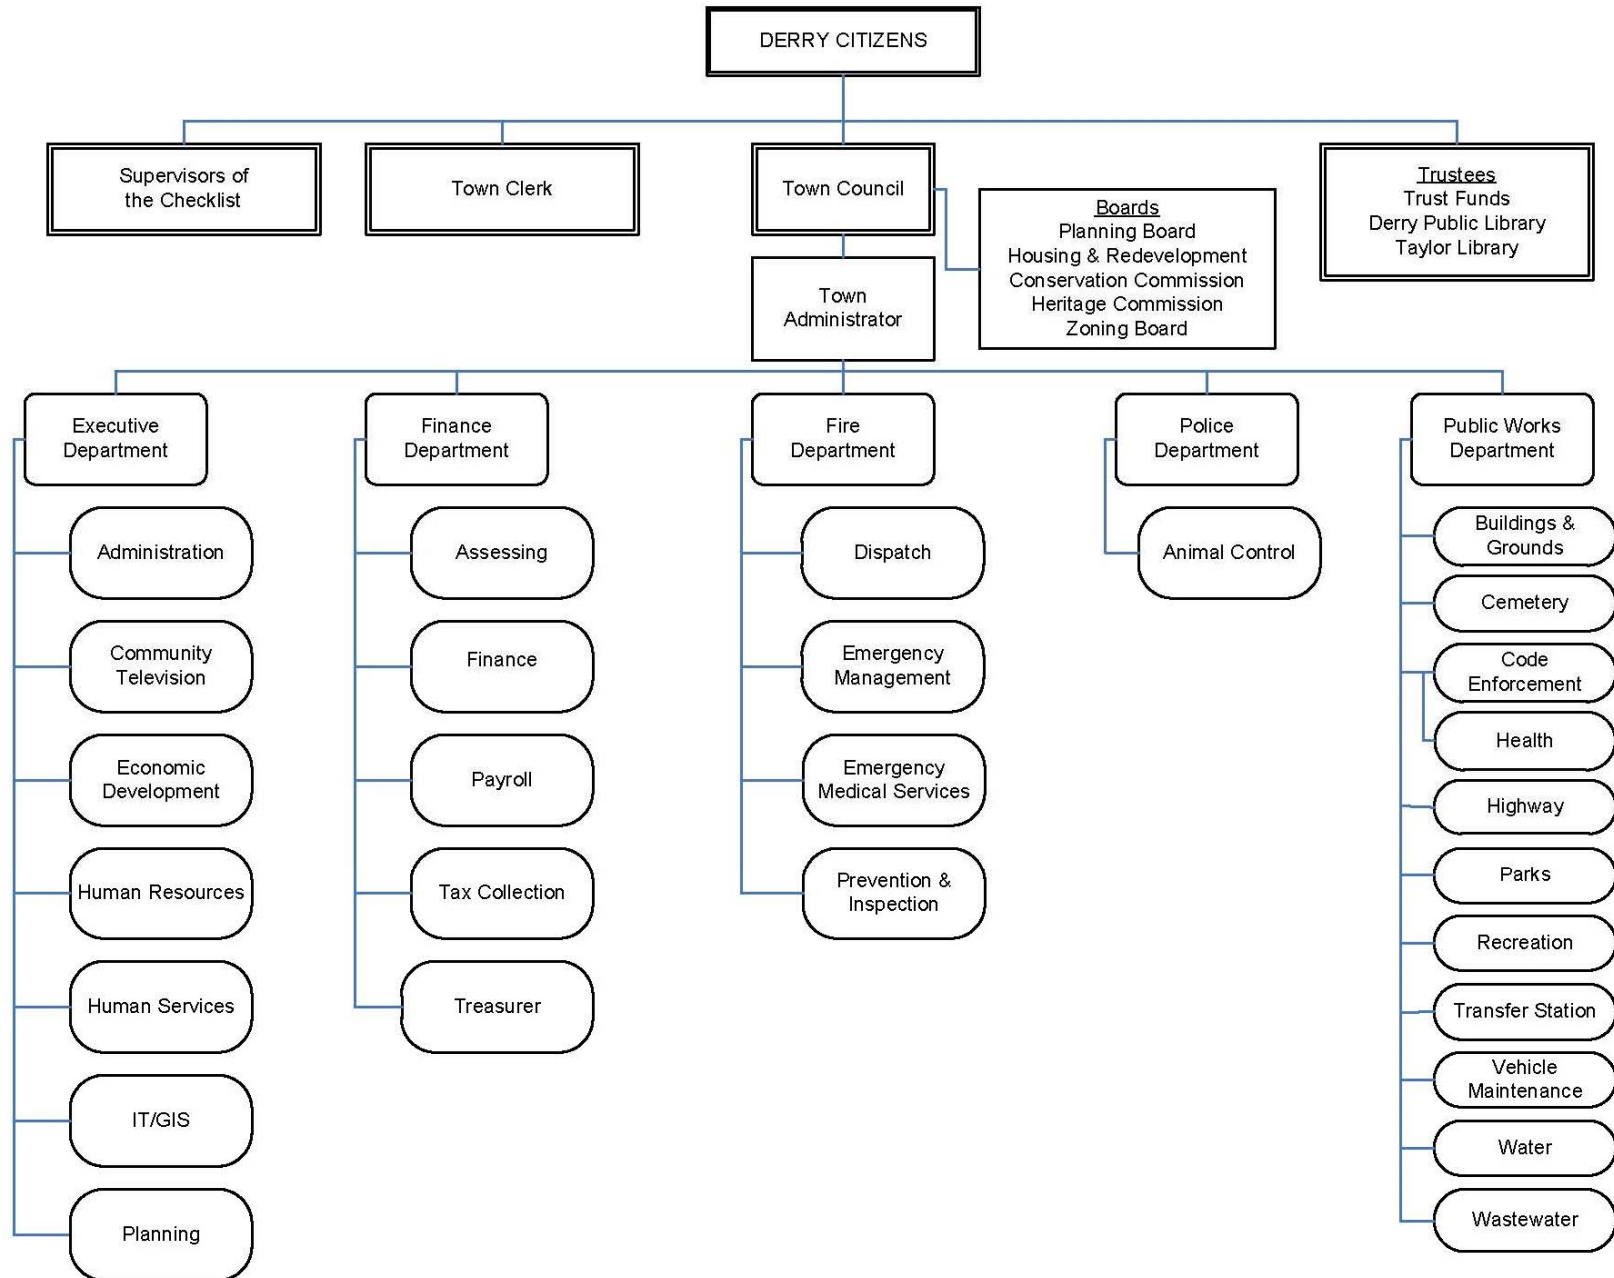 DERRY CITIZENS
Supervisors of
the Checklist
Town Clerk
Town Council
Boards
Planning Board
Housing & Redevelopment
Conservation Commission
Heritage Commission
Zoning Board
Trustees
Trust Funds
Derry Public Library
Taylor Library
Town
Administrator
Executive
Department
Administration
Community
Television
Economic
Development
Human Resources
Human Services
IT/GIS
Planning
Finance
Department
Assessing
Finance
Payroll
Tax Collection
Treasurer
Fire
Department
Dispatch
Emergency
Management
Emergency
Medical Services
Prevention &
Inspection
Police
Department
Animal Control
Public Works
Department
Buildings &
Grounds
Cemetery
Code
Enforcement
Health
Highway
Parks
Recreation
Transfer Station
Vehicle
Maintenance
Water
Wastewater